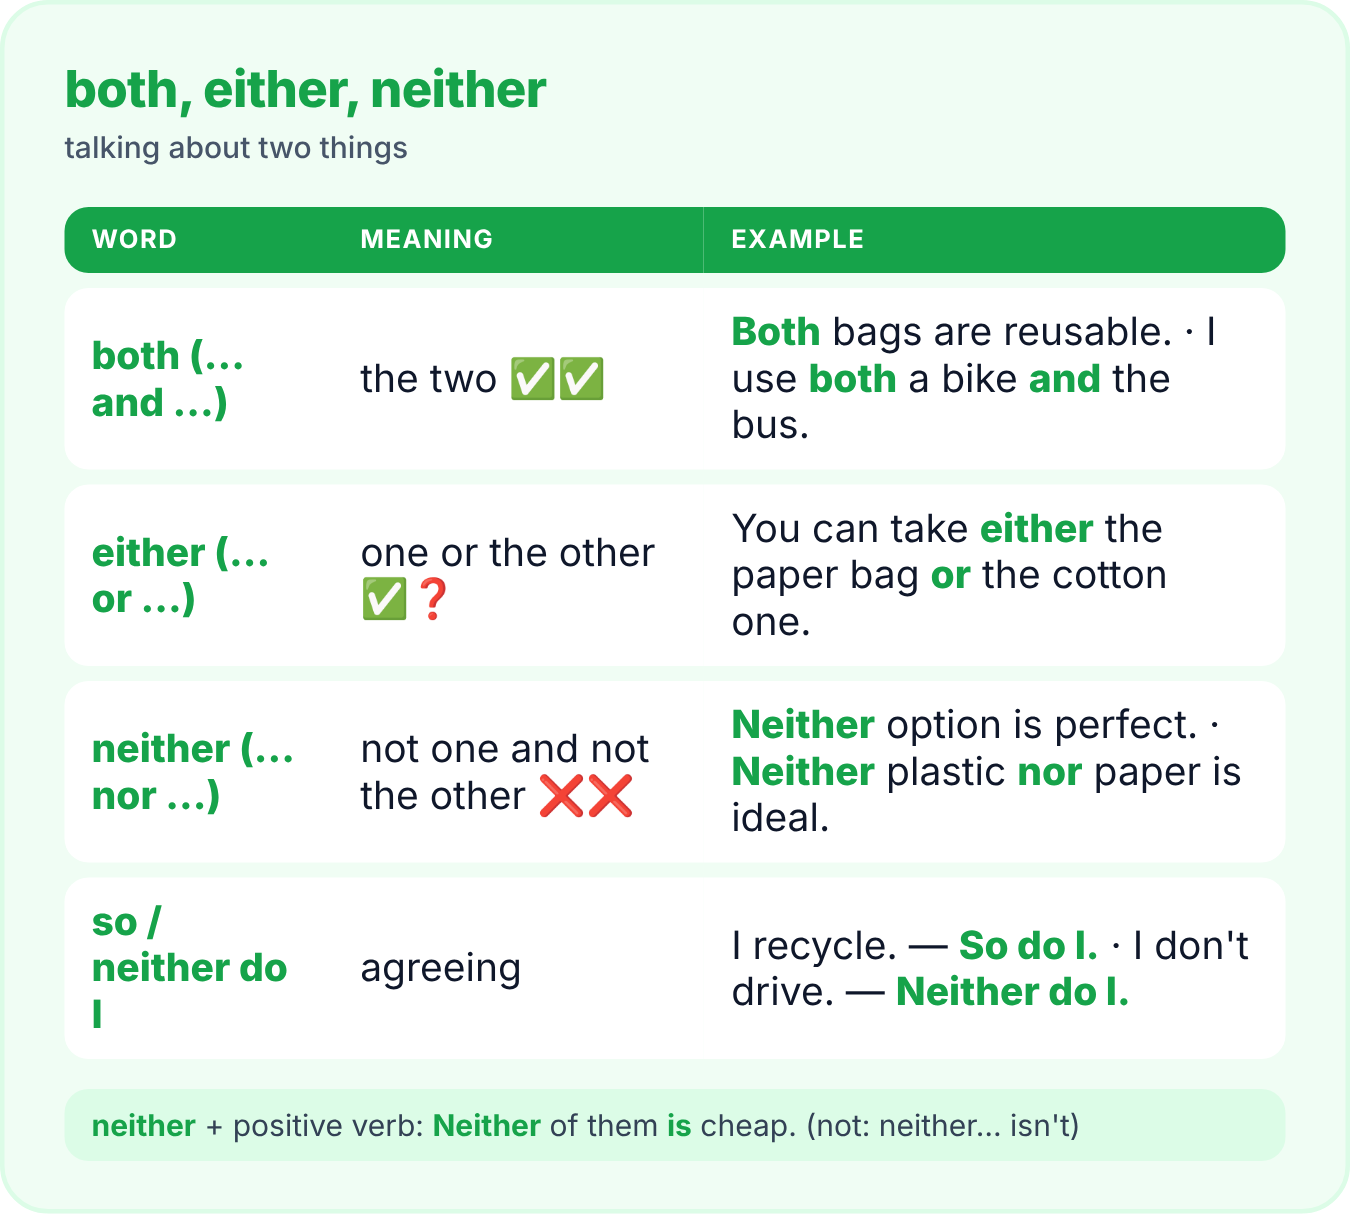 both, either, neither
talking about two things
WORD MEANING EXAMPLE
both (...
and ...)
the two ✅✅
Both bags are reusable. · I
use both a bike and the
bus.
either (...
or ...)
one or the other
✅❓
You can take either the
paper bag or the cotton
one.
neither (...
nor ...)
not one and not
the other ❌❌
Neither option is perfect. ·
Neither plastic nor paper is
ideal.
so /
neither do
I
agreeing
I recycle. — So do I. · I don't
drive. — Neither do I.
neither + positive verb: Neither of them is cheap. (not: neither... isn't)